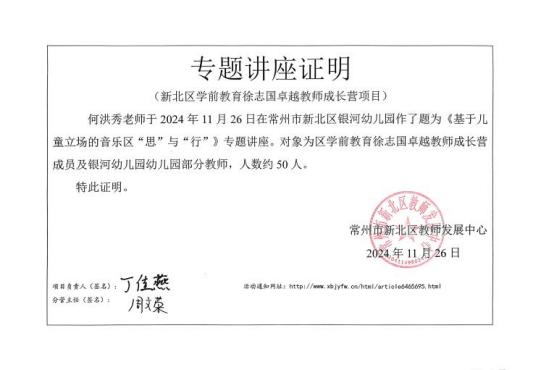 专题讲座证明
（新北区学前教育徐志国卓越教师成长营项目）
何洪秀老师于 2024 年 11 月 26 日在常州市新北区银河幼儿园作了题为《基于儿
童立场的音乐区“思”与“行”》专题讲座。对象为区学前教育徐志国卓越教师成长营
成员及银河幼儿园幼儿园部分教师，人数约 50 人。
特此证明。
常州市新北区教师发展中心
2024 年 11 月 26 日
项目负责人（签名）： 丁佳燕 活动通知网址：http://www.xbjyfw.cn/html/article6465695.html
分管主任（签名）： 周文荣